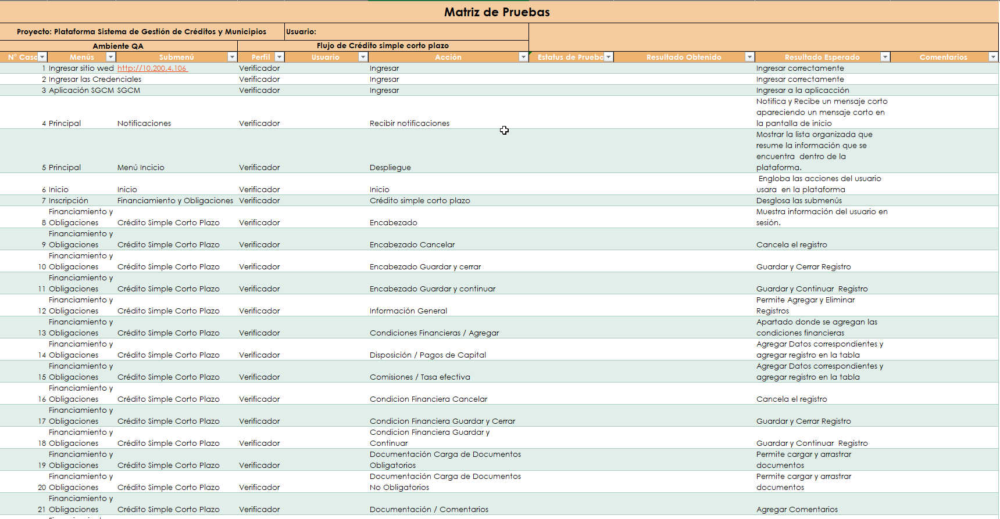 Matriz de Pruebas
Proyecto: Plataforma Sistema de Gestión de Créditos y Municipios Usuario:
Ambiente QA Flujo de Crédito simple corto plazo
N° Caso Menús Submenú Perfil Usuario Acción Estatus de Prueba Resultado Obtenido Resultado Esperado Comentarios
1 Ingresar sitio wed http://10.200.4.106 Verificador Ingresar Ingresar correctamente
2 Ingresar las Credenciales Verificador Ingresar Ingresar correctamente
3 Aplicación SGCM SGCM Verificador Ingresar Ingresar a la aplicacción
Notifica y Recibe un mensaje corto
apareciendo un mensaje corto en
4 Principal Notificaciones Verificador Recibir notificaciones la pantalla de inicio
Mostrar la lista organizada que
resume la información que se
encuentra dentro de la
5 Principal Menú Incicio Verificador Despliegue plataforma.
Engloba las acciones del usuario
6 Inicio Inicio Verificador Inicio usara en la plataforma
7 Inscripción Financiamiento y Obligaciones Verificador Crédito simple corto plazo Desglosa las submenús
Financiamiento y Muestra información del usuario en
8 Obligaciones Crédito Simple Corto Plazo Verificador Encabezado sesión.
Financiamiento y
9 Obligaciones Crédito Simple Corto Plazo Verificador Encabezado Cancelar Cancela el registro
Financiamiento y
10 Obligaciones Crédito Simple Corto Plazo Verificador Encabezado Guardar y cerrar Guardar y Cerrar Registro
Financiamiento y
11 Obligaciones Crédito Simple Corto Plazo Verificador Encabezado Guardar y continuar Guardar y Continuar Registro
Financiamiento y Permite Agregar y Eliminar
12 Obligaciones Crédito Simple Corto Plazo Verificador Información General Registros
Financiamiento y Apartado donde se agregan las
13 Obligaciones Crédito Simple Corto Plazo Verificador Condiciones Financieras / Agregar condiciones financieras
Financiamiento y Agregar Datos correspondientes y
14 Obligaciones Crédito Simple Corto Plazo Verificador Disposición / Pagos de Capital agregar registro en la tabla
Financiamiento y Agregar Datos correspondientes y
15 Obligaciones Crédito Simple Corto Plazo Verificador Comisiones / Tasa efectiva agregar registro en la tabla
Financiamiento y
16 Obligaciones Crédito Simple Corto Plazo Verificador Condicion Financiera Cancelar Cancela el registro
Financiamiento y
17 Obligaciones Crédito Simple Corto Plazo Verificador Condicion Financiera Guardar y Cerrar Guardar y Cerrar Registro
Financiamiento y Condicion Financiera Guardar y
18 Obligaciones Crédito Simple Corto Plazo Verificador Continuar Guardar y Continuar Registro
Financiamiento y Documentación Carga de Documentos Permite cargar y arrastrar
19 Obligaciones Crédito Simple Corto Plazo Verificador Obligatorios documentos
Financiamiento y Documentación Carga de Documentos Permite cargar y arrastrar
20 Obligaciones Crédito Simple Corto Plazo Verificador No Obligatorios documentos
Financiamiento y
21 Obligaciones Crédito Simple Corto Plazo Verificador Documentación / Comentarios Agregar Comentarios